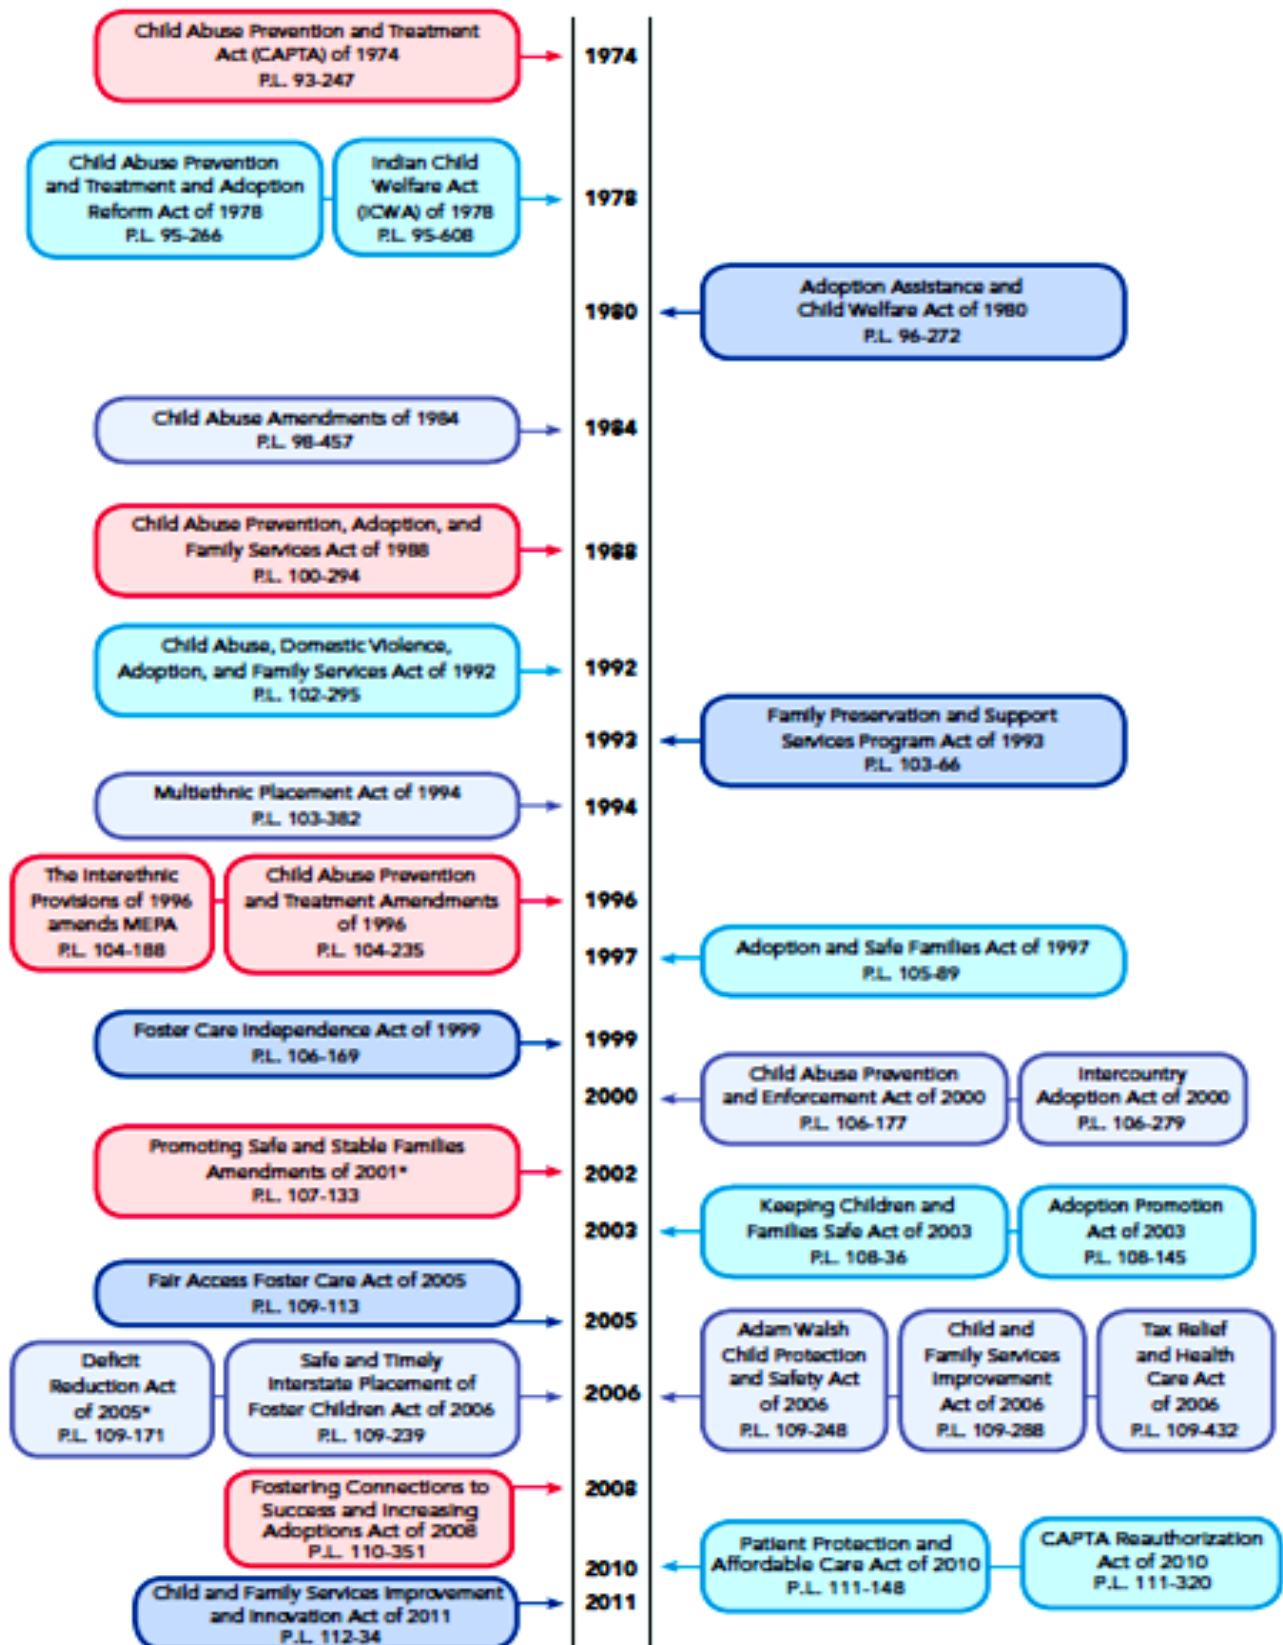 Child Abuse Prevention and Treatment
Act (CAPTA) of 1974
P.L. 93-247
1974
Child Abuse Prevention
and Treatment and Adoption
Reform Act of 1978
P.L. 95-266
Indian Child
Welfare Act
(ICWA) of 1978
P.L. 95-608
1978
1980
Adoption Assistance and
Child Welfare Act of 1980
P.L. 96-272
Child Abuse Amendments of 1984
P.L. 98-457
1984
Child Abuse Prevention, Adoption, and
Family Services Act of 1988
P.L. 100-294
1988
Child Abuse, Domestic Violence,
Adoption, and Family Services Act of 1992
P.L. 102-295
1992
1993
Family Preservation and Support
Services Program Act of 1993
P.L. 103-66
Multiethnic Placement Act of 1994
P.L. 103-382
1994
The Interethnic
Provisions of 1996
amends MEPA
P.L. 104-188
Child Abuse Prevention
and Treatment Amendments
of 1996
P.L. 104-235
1996
1997
Adoption and Safe Families Act of 1997
P.L. 105-89
Foster Care Independence Act of 1999
P.L. 106-169
1999
2000
Child Abuse Prevention
and Enforcement Act of 2000
P.L. 106-177
Intercountry
Adoption Act of 2000
P.L. 106-279
Promoting Safe and Stable Families
Amendments of 2001*
P.L. 107-133
2002
2003
Keeping Children and
Families Safe Act of 2003
P.L. 108-36
Adoption Promotion
Act of 2003
P.L. 108-145
Fair Access Foster Care Act of 2005
P.L. 109-113
2005
Deficit
Reduction Act
of 2005*
P.L. 109-171
Safe and Timely
Interstate Placement of
Foster Children Act of 2006
P.L. 109-239
2006
Adam Walsh
Child Protection
and Safety Act
of 2006
P.L. 109-248
Child and
Family Services
Improvement
Act of 2006
P.L. 109-288
Tax Relief
and Health
Care Act
of 2006
P.L. 109-432
Fostering Connections to
Success and Increasing
Adoptions Act of 2008
P.L. 110-351
2008
2010
Patient Protection and
Affordable Care Act of 2010
P.L. 111-148
CAPTA Reauthorization
Act of 2010
P.L. 111-320
Child and Family Services Improvement
and Innovation Act of 2011
P.L. 112-34
2011